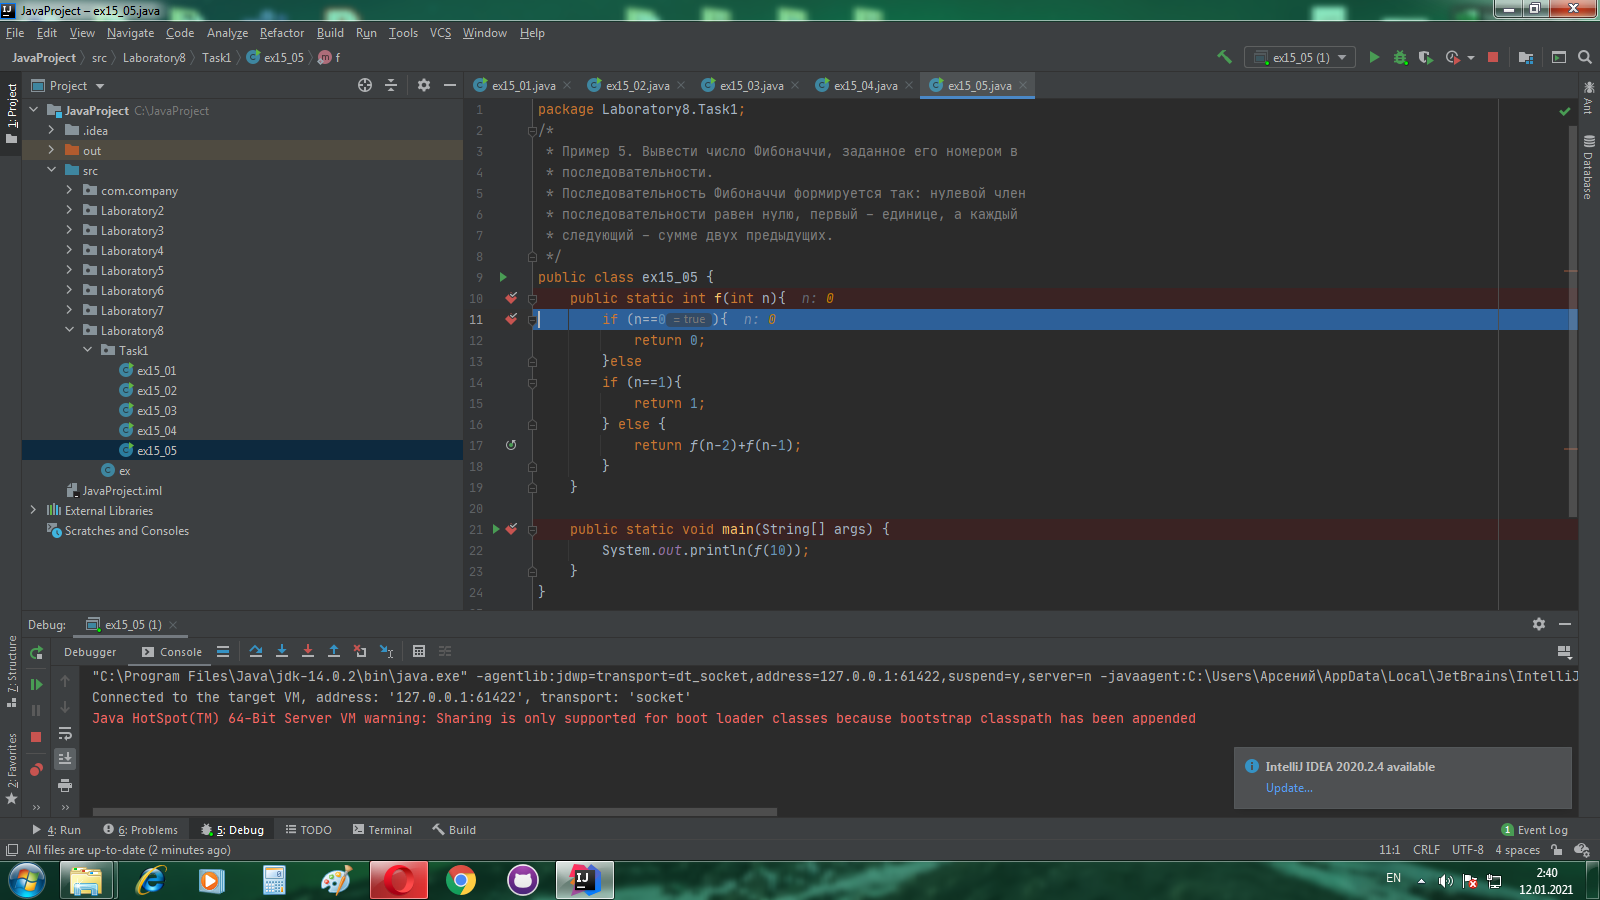 JavaProject – ex15_05.java
File Edit View Navigate Code Analyze Refactor Build Run Tools VCS Window Help
JavaProject src Laboratory8 Task1 ex15_05 f
ex15_05 (1)
1: Project
Project
JavaProject C:\JavaProject
.idea
out
src
com.company
Laboratory2
Laboratory3
Laboratory4
Laboratory5
Laboratory6
Laboratory7
Laboratory8
Task1
ex15_01
ex15_02
ex15_03
ex15_04
ex15_05
ex
JavaProject.iml
External Libraries
Scratches and Consoles
ex15_01.java ex15_02.java ex15_03.java ex15_04.java ex15_05.java
1 package Laboratory8.Task1;
2 /*
3 * Пример 5. Вывести число Фибоначчи, заданное его номером в
4 * последовательности.
5 * Последовательность Фибоначчи формируется так: нулевой член
6 * последовательности равен нулю, первый – единице, а каждый
7 * следующий – сумме двух предыдущих.
8 */
9 public class ex15_05 {
10 public static int f(int n){ n: 0
11 if (n==0 = true ){ n: 0
12 return 0;
13 }else
14 if (n==1){
15 return 1;
16 } else {
17 return f(n-2)+f(n-1);
18 }
19 }
20
21 public static void main(String[] args) {
22 System.out.println(f(10));
23 }
24 }
Ant
Database
7: Structure
2: Favorites
Debug: ex15_05 (1)
Debugger Console
"C:\Program Files\Java\jdk-14.0.2\bin\java.exe" -agentlib:jdwp=transport=dt_socket,address=127.0.0.1:61422,suspend=y,server=n -javaagent:C:\Users\Арсений\AppData\Local\JetBrains\IntelliJ
Connected to the target VM, address: '127.0.0.1:61422', transport: 'socket'
Java HotSpot(TM) 64-Bit Server VM warning: Sharing is only supported for boot loader classes because bootstrap classpath has been appended
IntelliJ IDEA 2020.2.4 available
Update...
4: Run 6: Problems 5: Debug TODO Terminal Build 1 Event Log
All files are up-to-date (2 minutes ago) 11:1 CRLF UTF-8 4 spaces
EN 2:40
12.01.2021